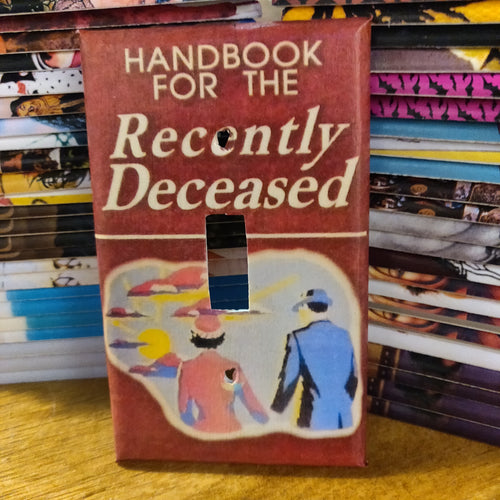 HANDBOOK
FOR THE
Recently
Deceased